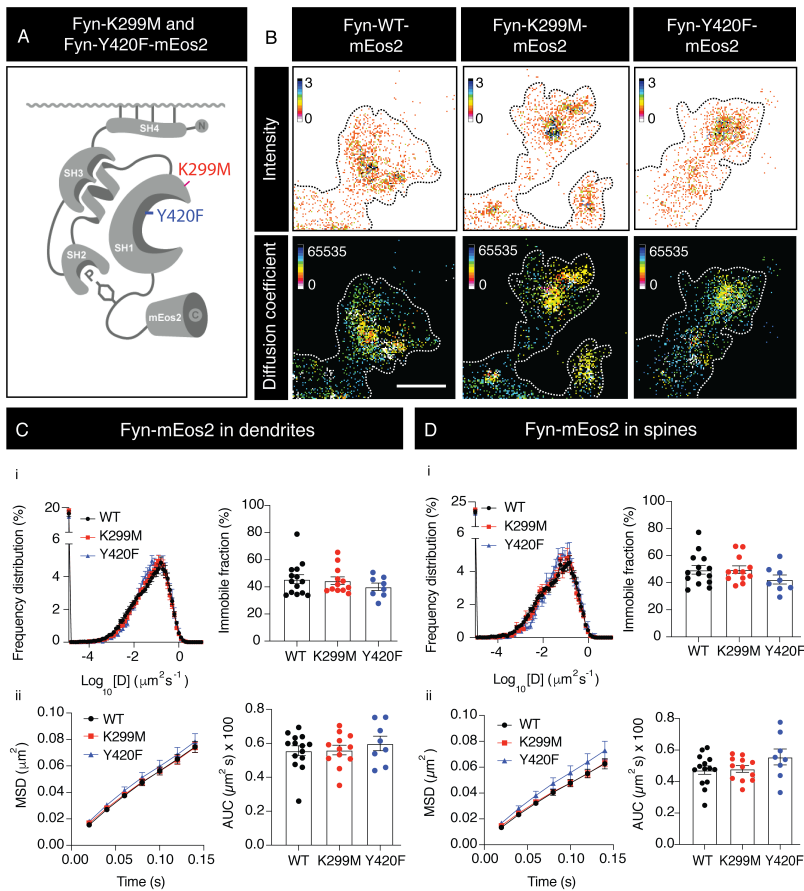 A
Fyn-K299M and
Fyn-Y420F-mEos2
SH4
N
SH3
K299M
Y420F
SH2
SH1
P
mEos2
C
B
Fyn-WT-
mEos2
Fyn-K299M-
mEos2
Fyn-Y420F-
mEos2
Intensity
3
0
3
0
3
0
Diffusion coefficient
65535
0
65535
0
65535
0
C
Fyn-mEos2 in dendrites
i
Frequency distribution (%)
20
6
4
2
0
WT
K299M
Y420F
-4
-2
0
Log10[D] (μm2s-1)
Immobile fraction (%)
100
80
60
40
20
0
WT
K299M
Y420F
ii
MSD (μm2)
0.10
0.08
0.06
0.04
0.02
0.00
WT
K299M
Y420F
0.00
0.05
0.10
0.15
Time (s)
AUC (μm2 s) x 100
0.8
0.6
0.4
0.2
0.0
WT
K299M
Y420F
D
Fyn-mEos2 in spines
i
Frequency distribution (%)
25
6
4
2
0
WT
K299M
Y420F
-4
-2
0
Log10[D] (μm2s-1)
Immobile fraction (%)
100
80
60
40
20
0
WT
K299M
Y420F
ii
MSD (μm2)
0.10
0.08
0.06
0.04
0.02
0.00
WT
K299M
Y420F
0.00
0.05
0.10
0.15
Time (s)
AUC (μm2 s) x 100
0.8
0.6
0.4
0.2
0.0
WT
K299M
Y420F